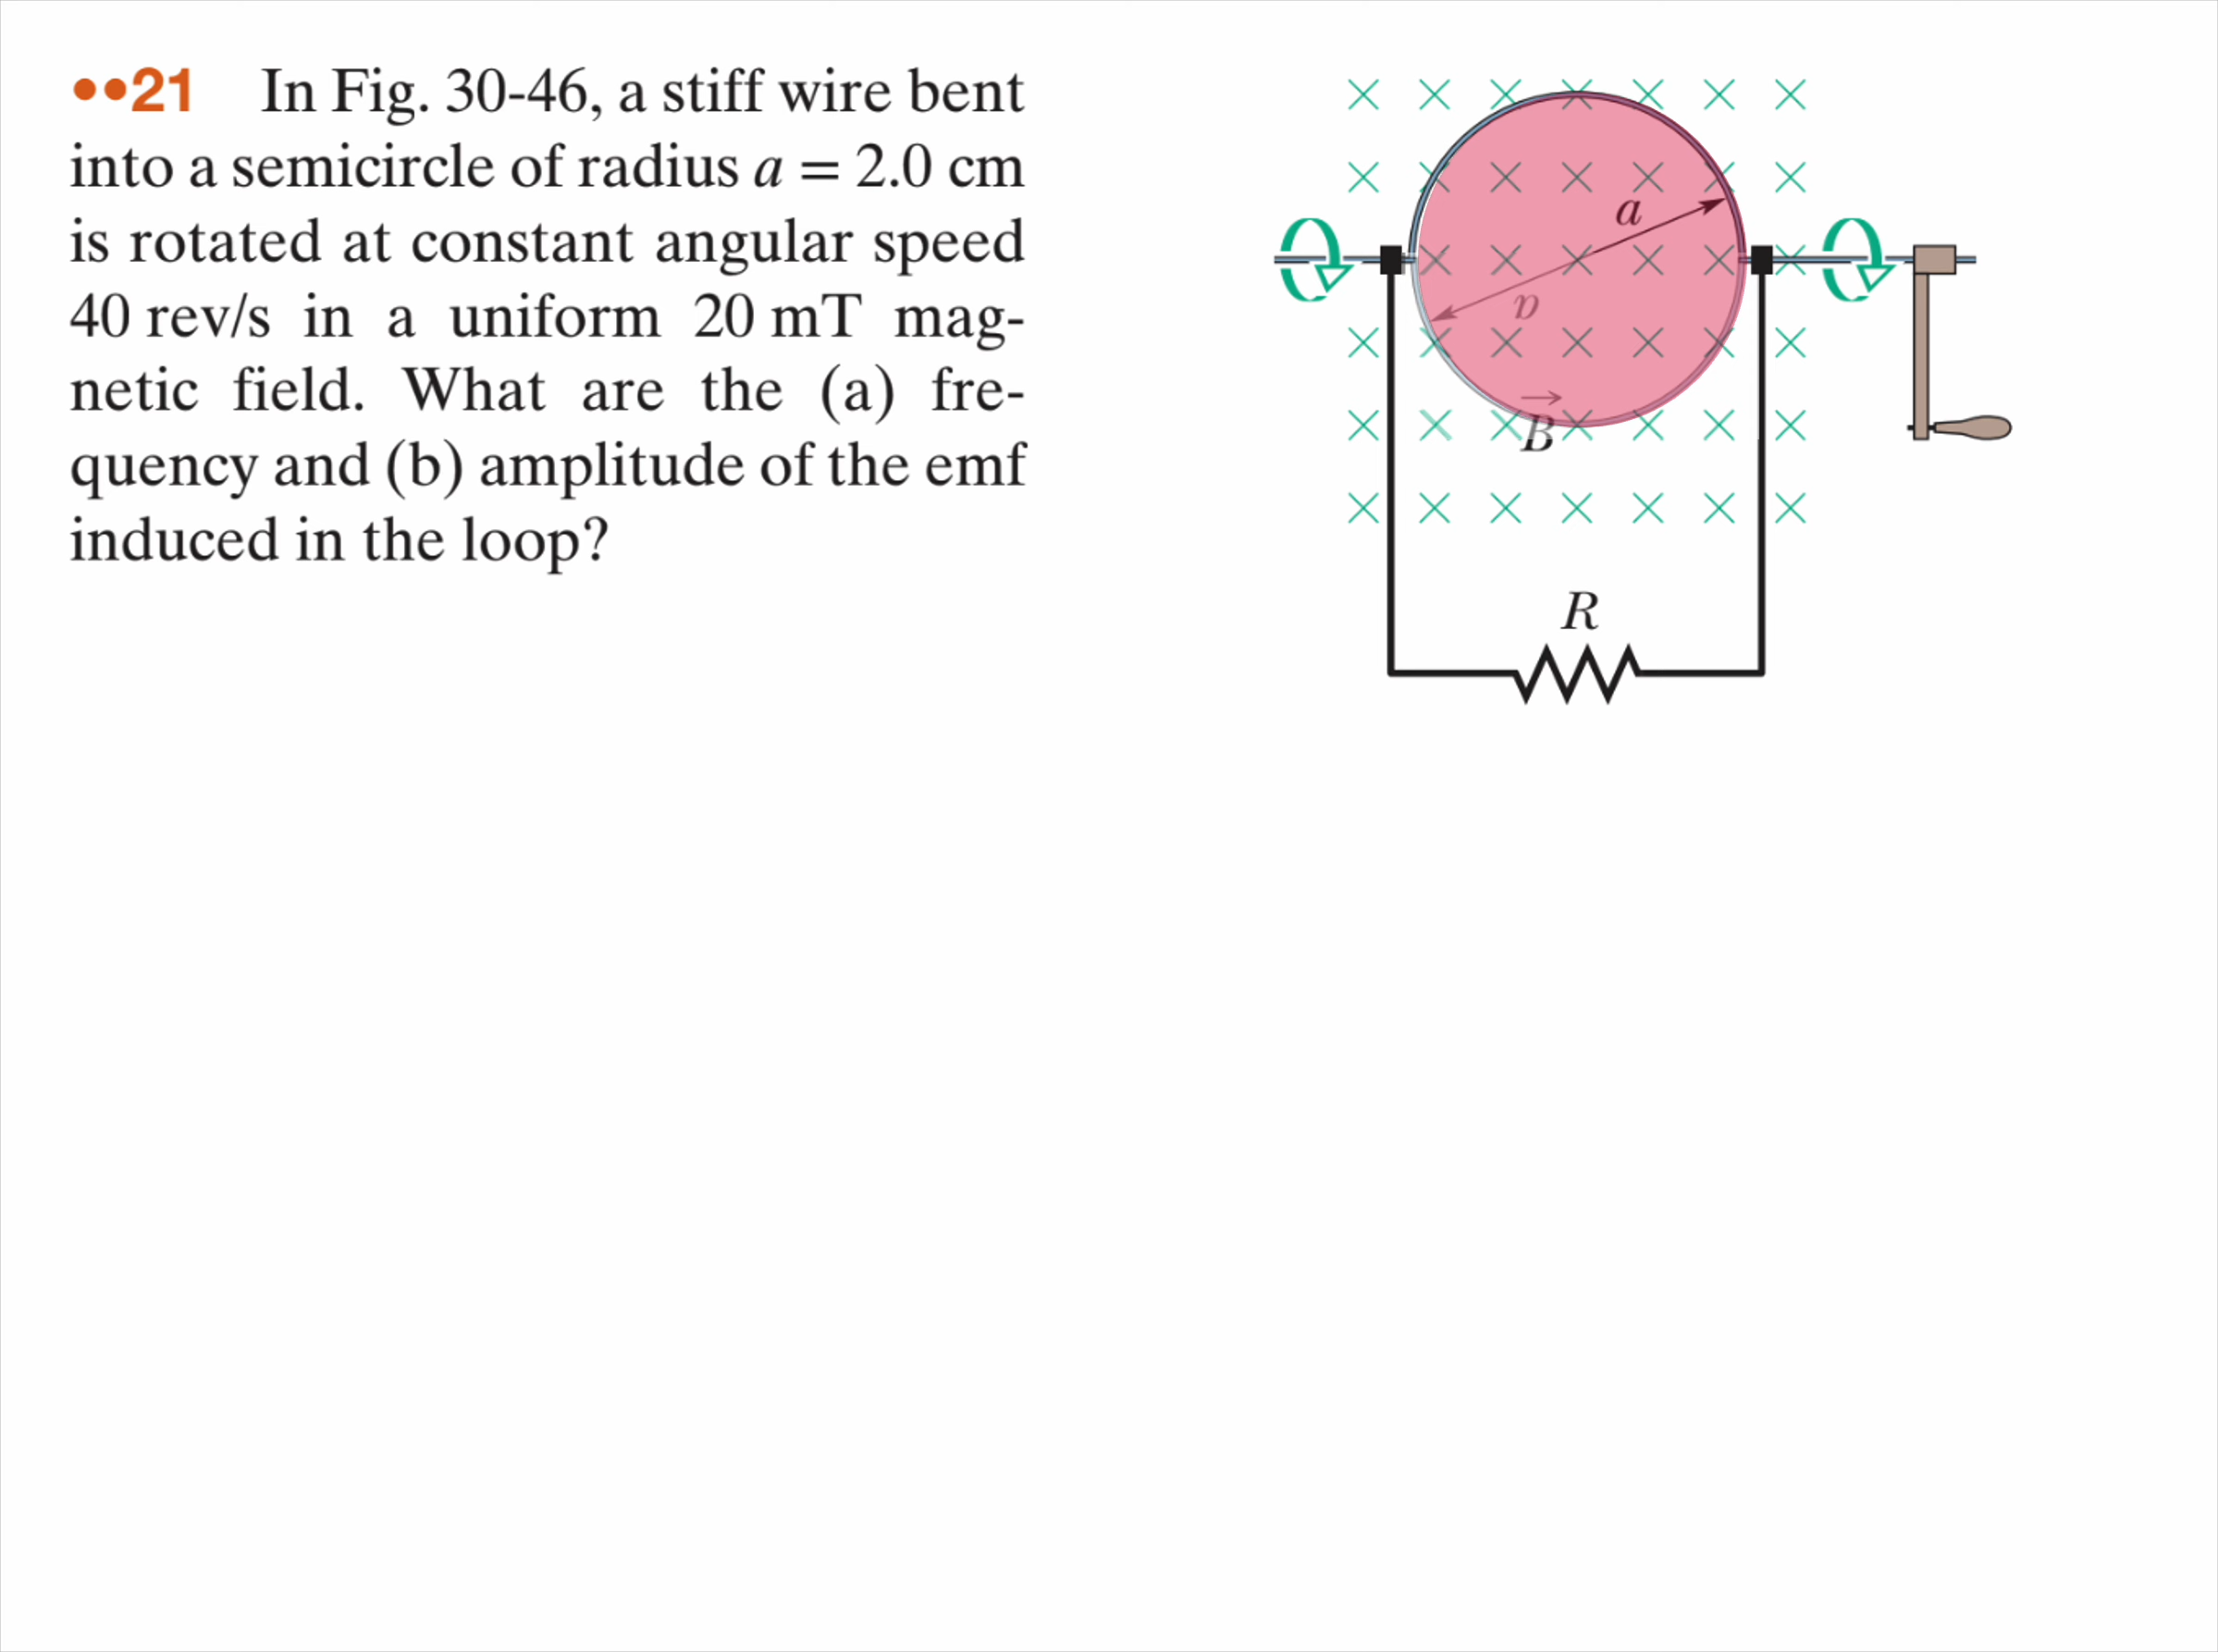 ••21 In Fig. 30-46, a stiff wire bent
into a semicircle of radius a = 2.0 cm
is rotated at constant angular speed
40 rev/s in a uniform 20 mT mag-
netic field. What are the (a) fre-
quency and (b) amplitude of the emf
induced in the loop?
a
a
B
R